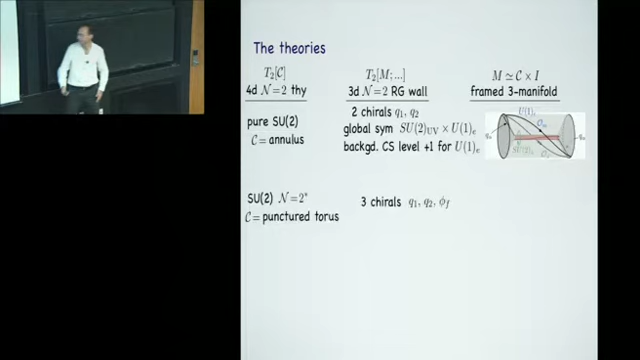 The theories
T₂[𝒞]
4d 𝒩=2 thy
T₂[M;...]
3d 𝒩=2 RG wall
M ≃ 𝒞 × I
framed 3-manifold
pure SU(2)
𝒞= annulus
2 chirals q₁, q₂
global sym SU(2)_UV × U(1)ₑ
backgd. CS level +1 for U(1)ₑ
SU(2) 𝒩=2*
𝒞= punctured torus
3 chirals q₁, q₂, ϕ_f